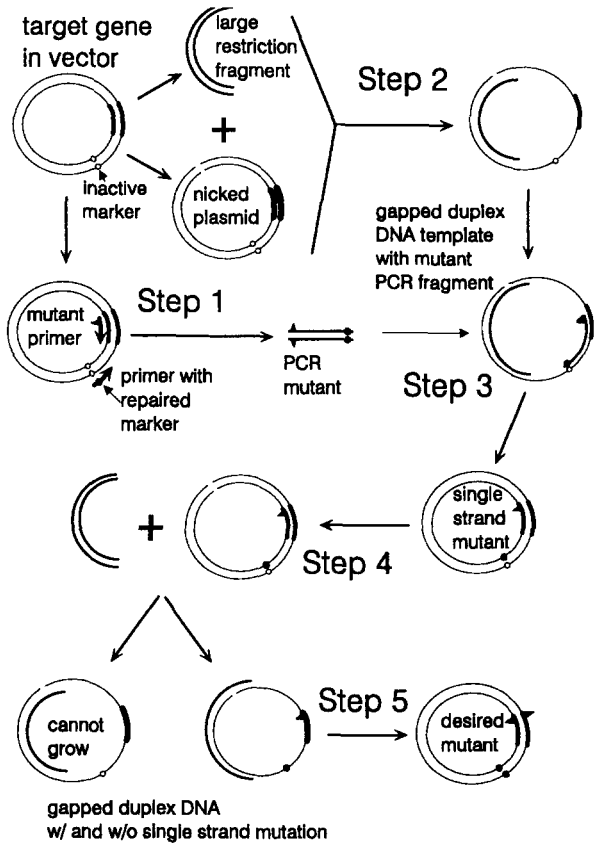 target gene
in vector
large
restriction
fragment
+
inactive
marker
nicked
plasmid
Step 2
gapped duplex
DNA template
with mutant
PCR fragment
mutant
primer
Step 1
primer with
repaired
marker
PCR
mutant
Step 3
single
strand
mutant
+
Step 4
cannot
grow
Step 5
desired
mutant
gapped duplex DNA
w/ and w/o single strand mutation